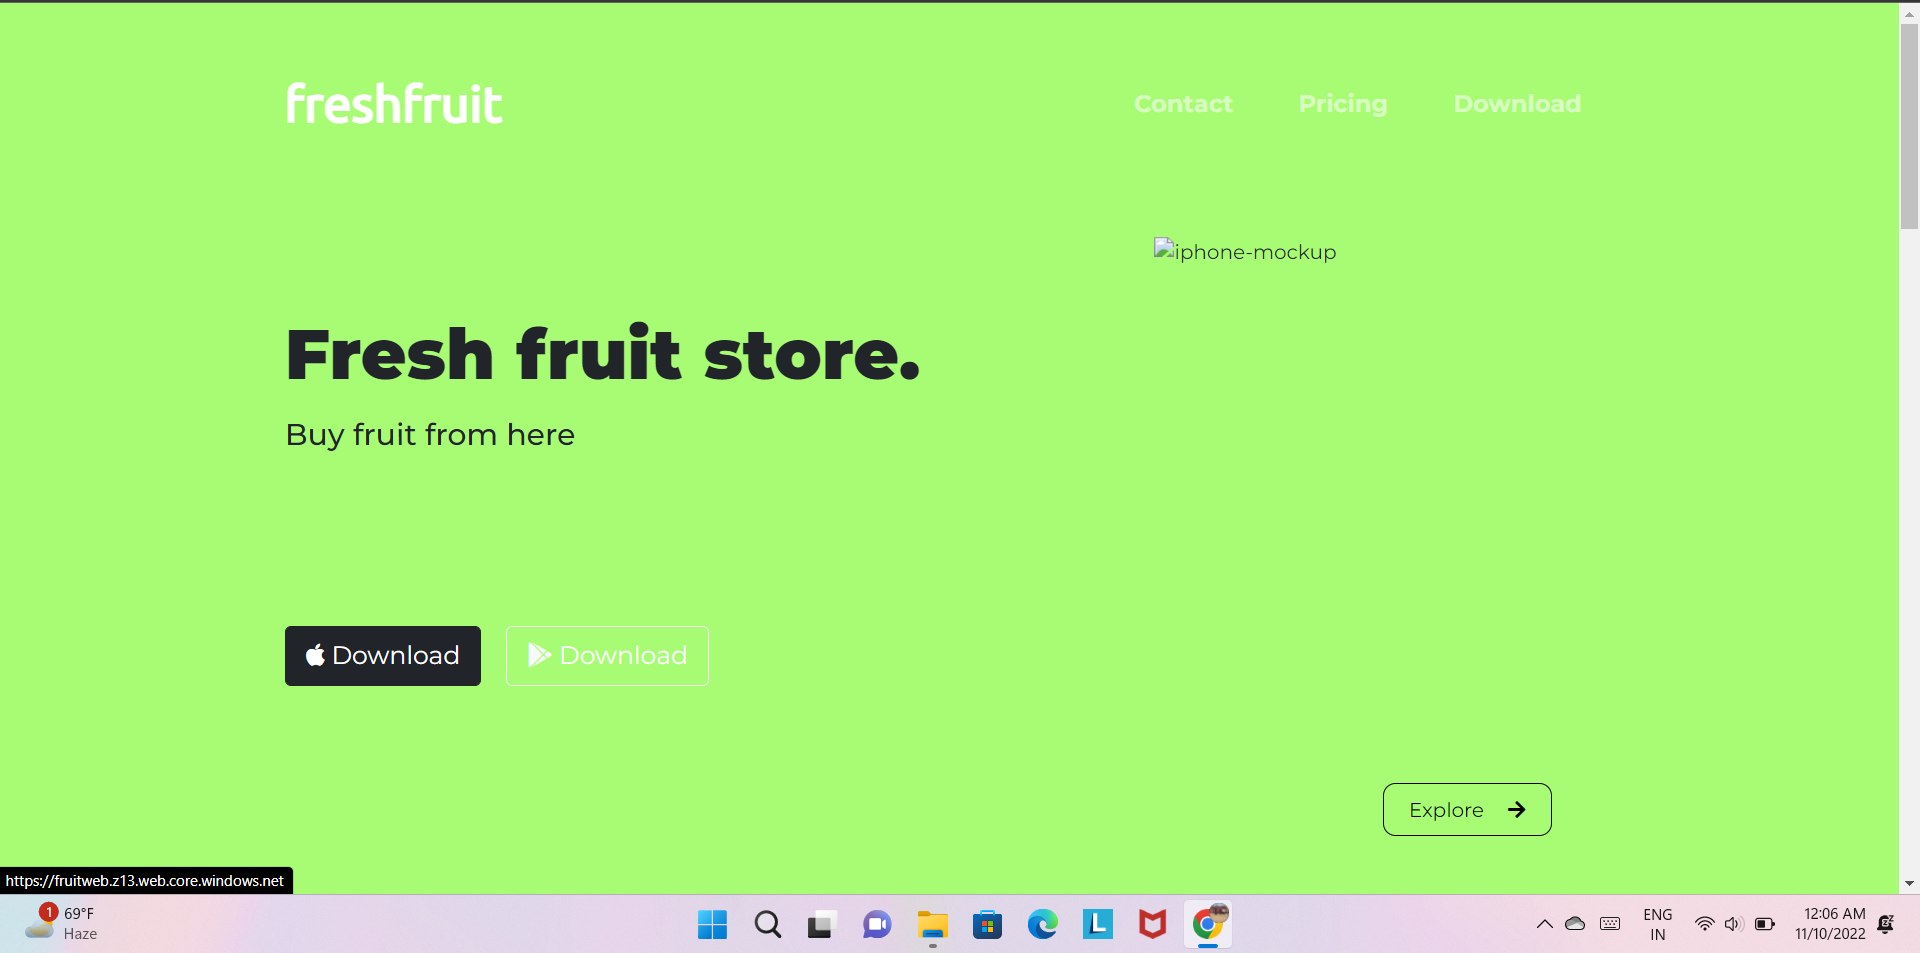 freshfruit
Contact Pricing Download
iphone-mockup
Fresh fruit store.
Buy fruit from here
Download Download
Explore
https://fruitweb.z13.web.core.windows.net
1 69°F
Haze
L
ENG
IN
12:06 AM
11/10/2022